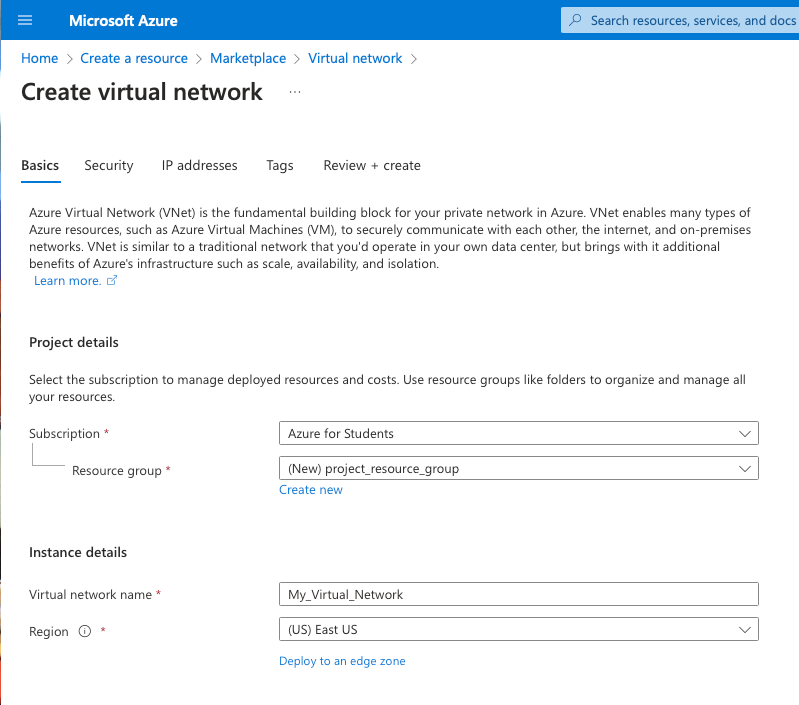 Microsoft Azure
Search resources, services, and docs
Home > Create a resource > Marketplace > Virtual network >
Create virtual network ...
Basics Security IP addresses Tags Review + create
Azure Virtual Network (VNet) is the fundamental building block for your private network in Azure. VNet enables many types of
Azure resources, such as Azure Virtual Machines (VM), to securely communicate with each other, the internet, and on-premises
networks. VNet is similar to a traditional network that you'd operate in your own data center, but brings with it additional
benefits of Azure's infrastructure such as scale, availability, and isolation.
Learn more.
Project details
Select the subscription to manage deployed resources and costs. Use resource groups like folders to organize and manage all
your resources.
Subscription * Azure for Students
Resource group * (New) project_resource_group
Create new
Instance details
Virtual network name * My_Virtual_Network
Region * (US) East US
Deploy to an edge zone